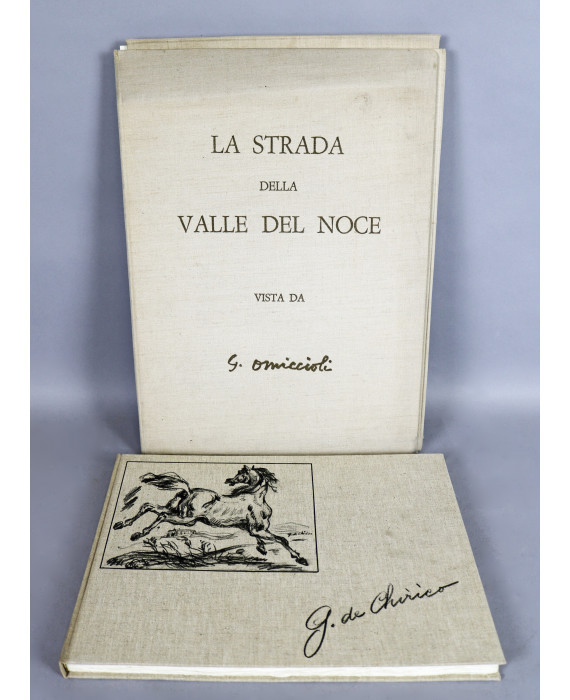 LA STRADA
DELLA
VALLE DEL NOCE
VISTA DA
G. Omiccioli
G. de Chirico